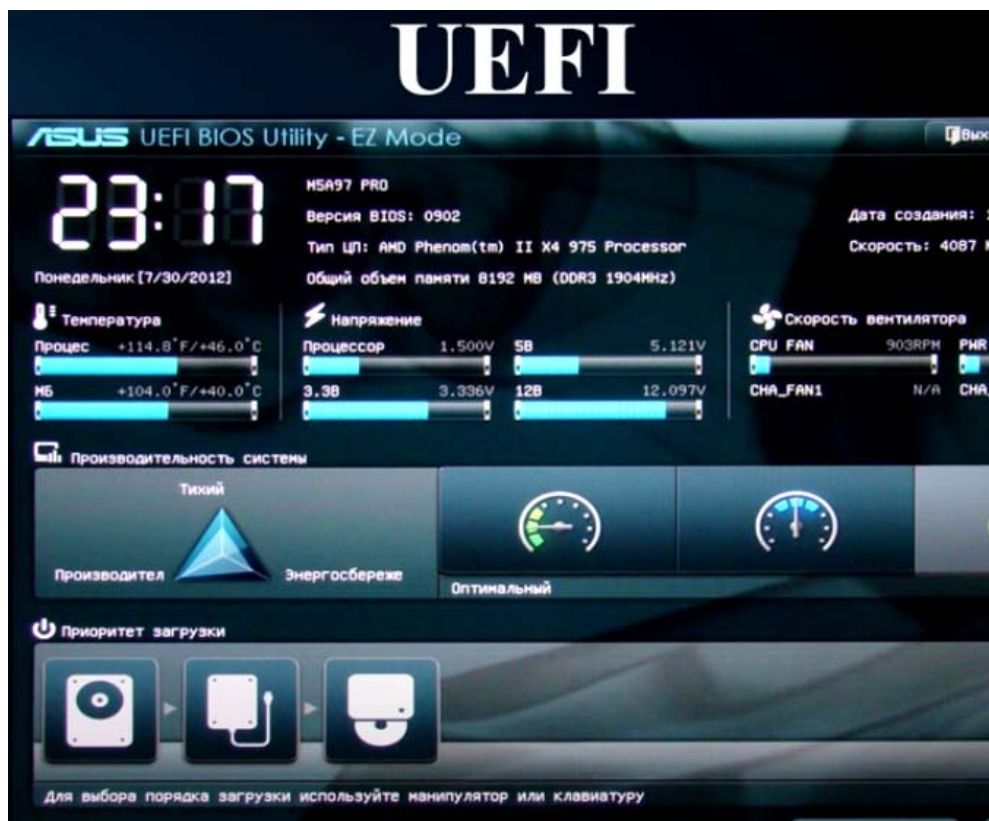 UEFI
ASUS UEFI BIOS Utility - EZ Mode
23:17
Понедельник [7/30/2012]
M5A97 PRO
Версия BIOS: 0902
Тип ЦП: AMD Phenom(tm) II X4 975 Processor
Общий объем памяти 8192 MB (DDR3 1904MHz)
Дата создания:
Скорость: 4087
Температура
Процес +114.8°F/+46.0°C
МБ +104.0°F/+40.0°C
Напряжение
Процессор 1.500V 5В 5.121V
3.3В 3.336V 12В 12.097V
Скорость вентилятора
CPU FAN 903RPM PWR
CHA_FAN1 N/A CHA_
Производительность системы
Тихий
Производител
Энергосбереже
Оптимальный
Приоритет загрузки
Для выбора порядка загрузки используйте манипулятор или клавиатуру